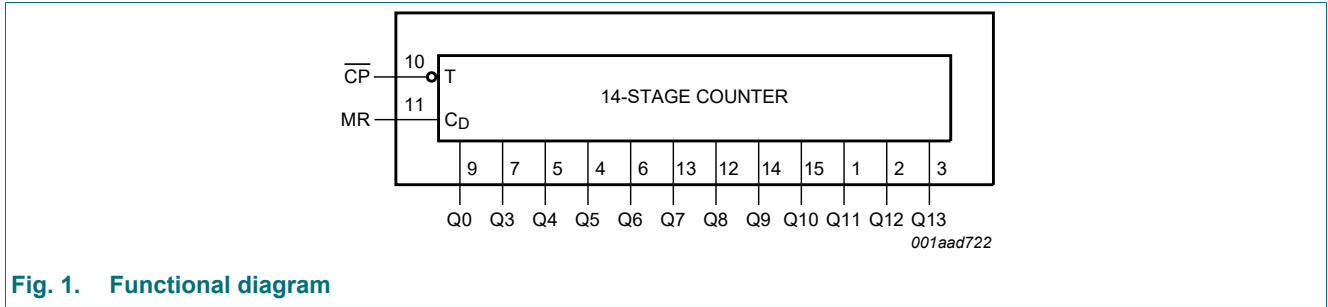 CP 10 T
14-STAGE COUNTER
MR 11 CD
9 7 5 4 6 13 12 14 15 1 2 3
Q0 Q3 Q4 Q5 Q6 Q7 Q8 Q9 Q10 Q11 Q12 Q13
001aad722
Fig. 1. Functional diagram